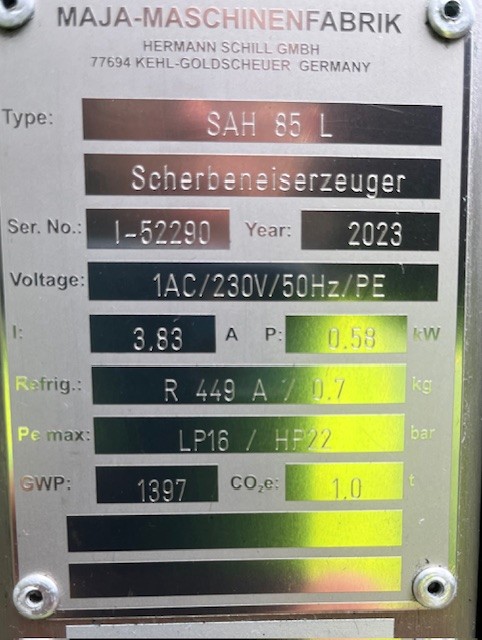 MAJA-MASCHINENFABRIK
HERMANN SCHILL GMBH
77694 KEHL-GOLDSCHEUER GERMANY
Type: SAH 85 L
Scherbeneiserzeuger
Ser. No.: I-52290 Year: 2023
Voltage: 1AC/230V/50Hz/PE
I: 3.83 A P: 0.58 kW
Refrig.: R 449 A / 0.7 kg
Pe max: LP16 / HP22 bar
GWP: 1397 CO₂e: 1.0 t